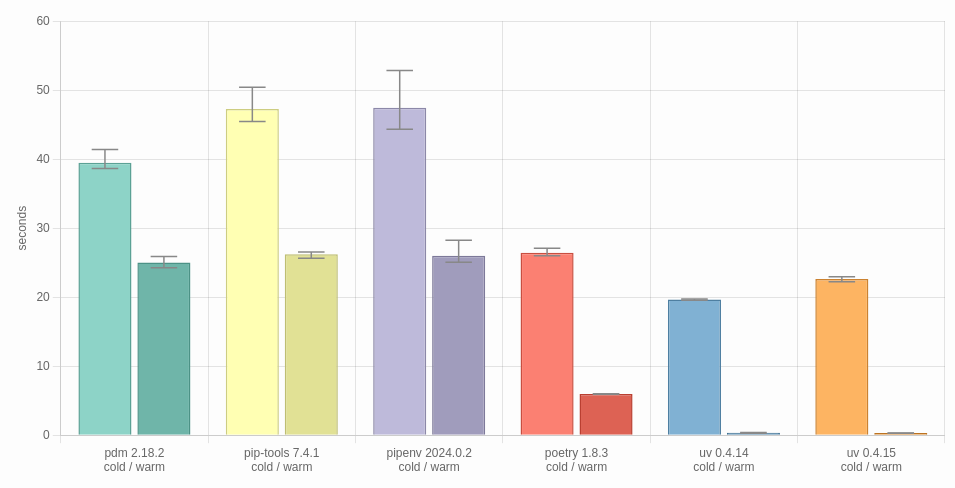 60
50
40
30
20
10
0
seconds
pdm 2.18.2
cold / warm
pip-tools 7.4.1
cold / warm
pipenv 2024.0.2
cold / warm
poetry 1.8.3
cold / warm
uv 0.4.14
cold / warm
uv 0.4.15
cold / warm